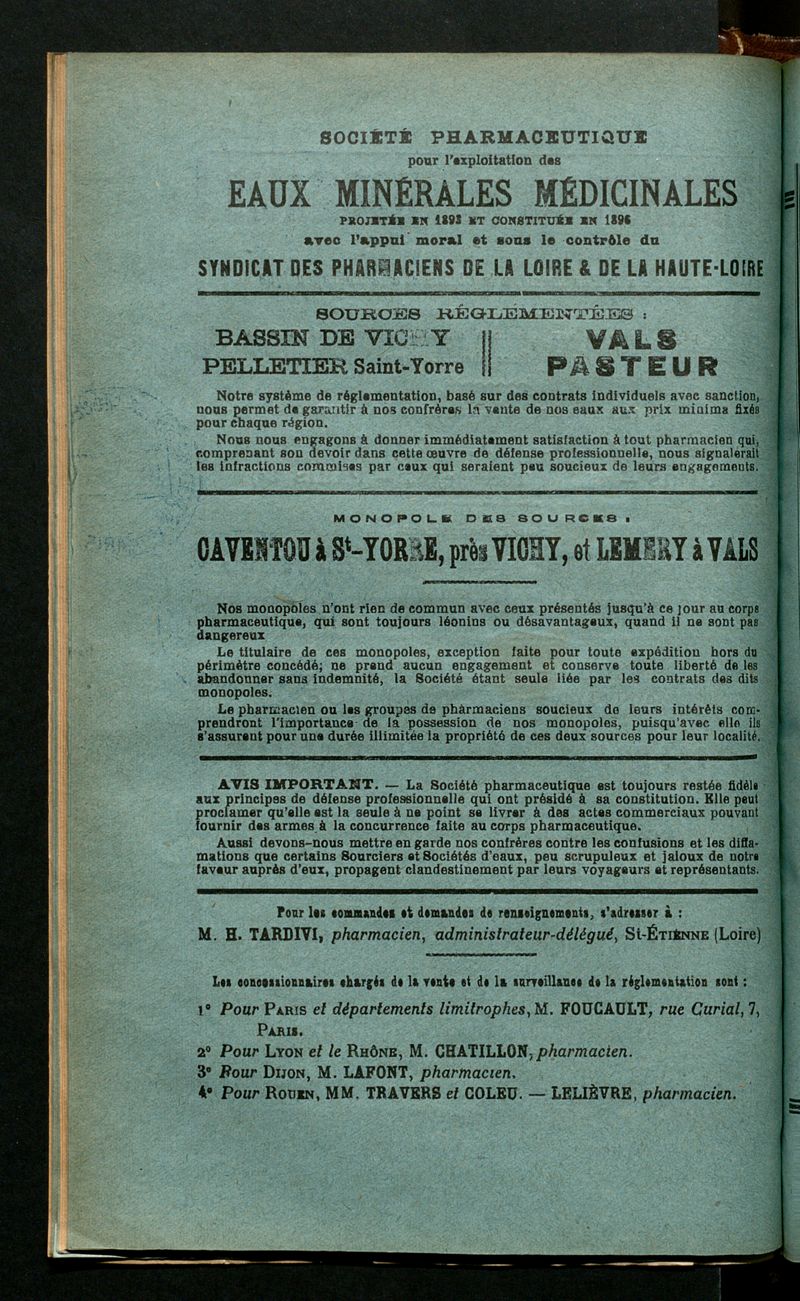 SOCIÉTÉ PHARMACEUTIQUE
pour l'exploitation des
EAUX MINÉRALES MÉDICINALES
PROJETÉE EN 1893 ET CONSTITUÉE EN 1896
avec l'appui moral et sous le contrôle du
SYNDICAT DES PHARMACIENS DE LA LOIRE & DE LA HAUTE-LOIRE
SOURCES RÉGLÉMENTÉES :
BASSIN DE VICHY
PELLETIER Saint-Yorre
VALS
PASTEUR
Notre système de réglementation, basé sur des contrats individuels avec sanction,
nous permet de garantir à nos confrères la vente de nos eaux aux prix minima fixés
pour chaque région.
Nous nous engagons à donner immédiatement satisfaction à tout pharmacien qui,
comprenant son devoir dans cette œuvre de défense professionnelle, nous signalerait
les infractions commises par ceux qui seraient peu soucieux de leurs engagements.
MONOPOLE DES SOURCES :
CAVENTOU à St-YORRE, près VICHY, et LEMERY à VALS
Nos monopoles n'ont rien de commun avec ceux présentés jusqu'à ce jour au corps
pharmaceutique, qui sont toujours léonins ou désavantageux, quand il ne sont pas
dangereux
Le titulaire de ces monopoles, exception faite pour toute expédition hors du
périmètre concédé; ne prend aucun engagement et conserve toute liberté de les
abandonner sans indemnité, la Société étant seule liée par les contrats des dits
monopoles.
Le pharmacien ou les groupes de pharmaciens soucieux de leurs intérêts com-
prendront l'importance de la possession de nos monopoles, puisqu'avec elle ils
s'assurent pour une durée illimitée la propriété de ces deux sources pour leur localité.
AVIS IMPORTANT. — La Société pharmaceutique est toujours restée fidèle
aux principes de défense professionnelle qui ont présidé à sa constitution. Elle peut
proclamer qu'elle est la seule à ne point se livrer à des actes commerciaux pouvant
fournir des armes à la concurrence faite au corps pharmaceutique.
Aussi devons-nous mettre en garde nos confrères contre les confusions et les diffa-
mations que certains Sourciers et Sociétés d'eaux, peu scrupuleux et jaloux de notre
faveur auprès d'eux, propagent clandestinement par leurs voyageurs et représentants.
Pour les commandes et demandes de renseignements, s'adresser à :
M. H. TARDIVI, pharmacien, administrateur-délégué, St-ÉTIENNE (Loire)
Les concessionnaires chargés de la vente et de la surveillance de la réglementation sont :
1° Pour PARIS et départements limitrophes, M. FOUCAULT, rue Curial, 7,
PARIS.
2° Pour LYON et le RHÔNE, M. CHATILLON, pharmacien.
3° Pour DIJON, M. LAFONT, pharmacien.
4° Pour ROUEN, MM. TRAVERS et COLEU. — LELIÈVRE, pharmacien.